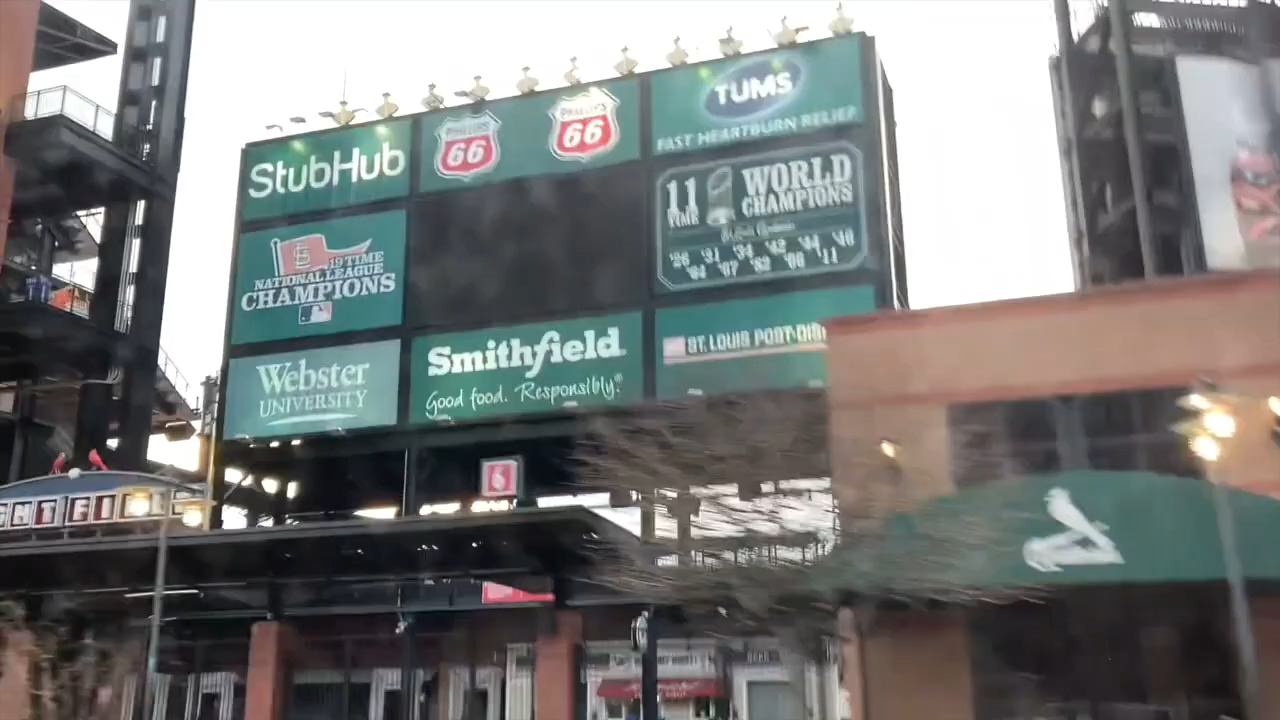 StubHub
PHILLIPS
66
PHILLIPS
66
TUMS
FAST HEARTBURN RELIEF
19 TIME
NATIONAL LEAGUE
CHAMPIONS
11
TIME
WORLD
CHAMPIONS
'26 '31 '34 '42 '44 '46
'64 '67 '82 '06 '11
Webster
UNIVERSITY
Smithfield
Good food. Responsibly.®
ST. LOUIS POST-DIS
6